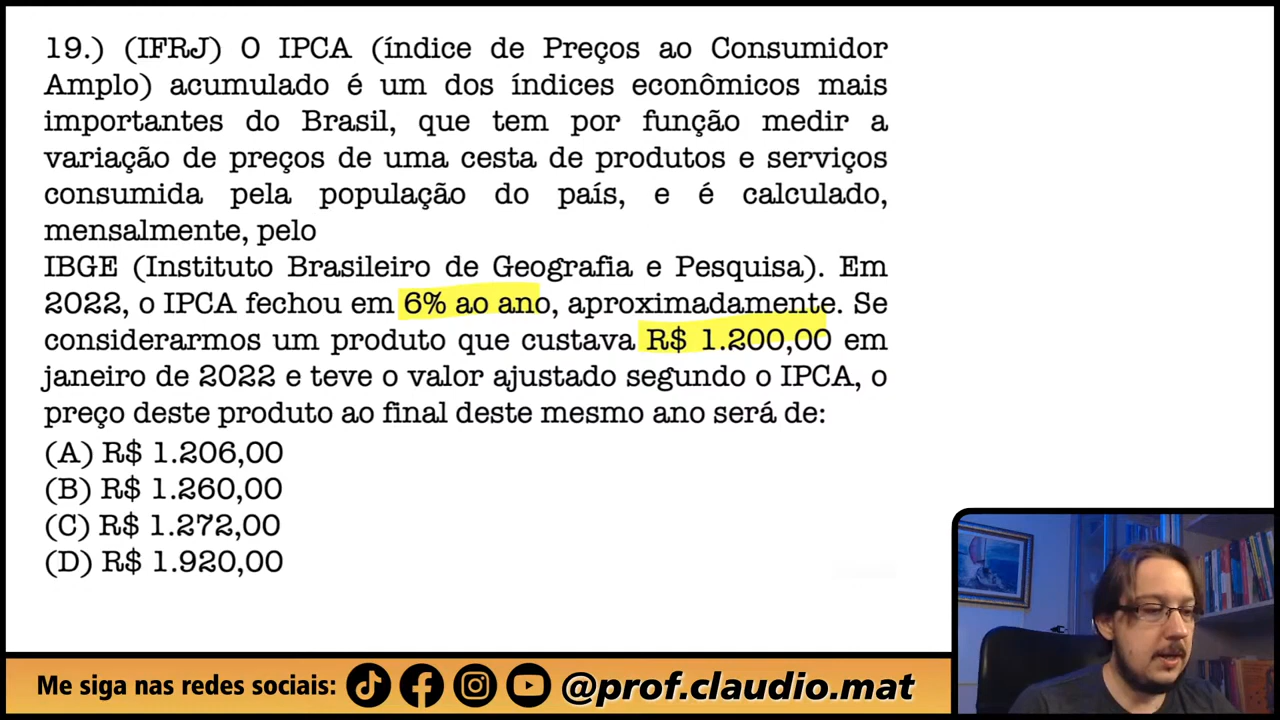 19.) (IFRJ) O IPCA (índice de Preços ao Consumidor
Amplo) acumulado é um dos índices econômicos mais
importantes do Brasil, que tem por função medir a
variação de preços de uma cesta de produtos e serviços
consumida pela população do país, e é calculado,
mensalmente, pelo
IBGE (Instituto Brasileiro de Geografia e Pesquisa). Em
2022, o IPCA fechou em 6% ao ano, aproximadamente. Se
considerarmos um produto que custava R$ 1.200,00 em
janeiro de 2022 e teve o valor ajustado segundo o IPCA, o
preço deste produto ao final deste mesmo ano será de:
(A) R$ 1.206,00
(B) R$ 1.260,00
(C) R$ 1.272,00
(D) R$ 1.920,00
Me siga nas redes sociais: @prof.claudio.mat